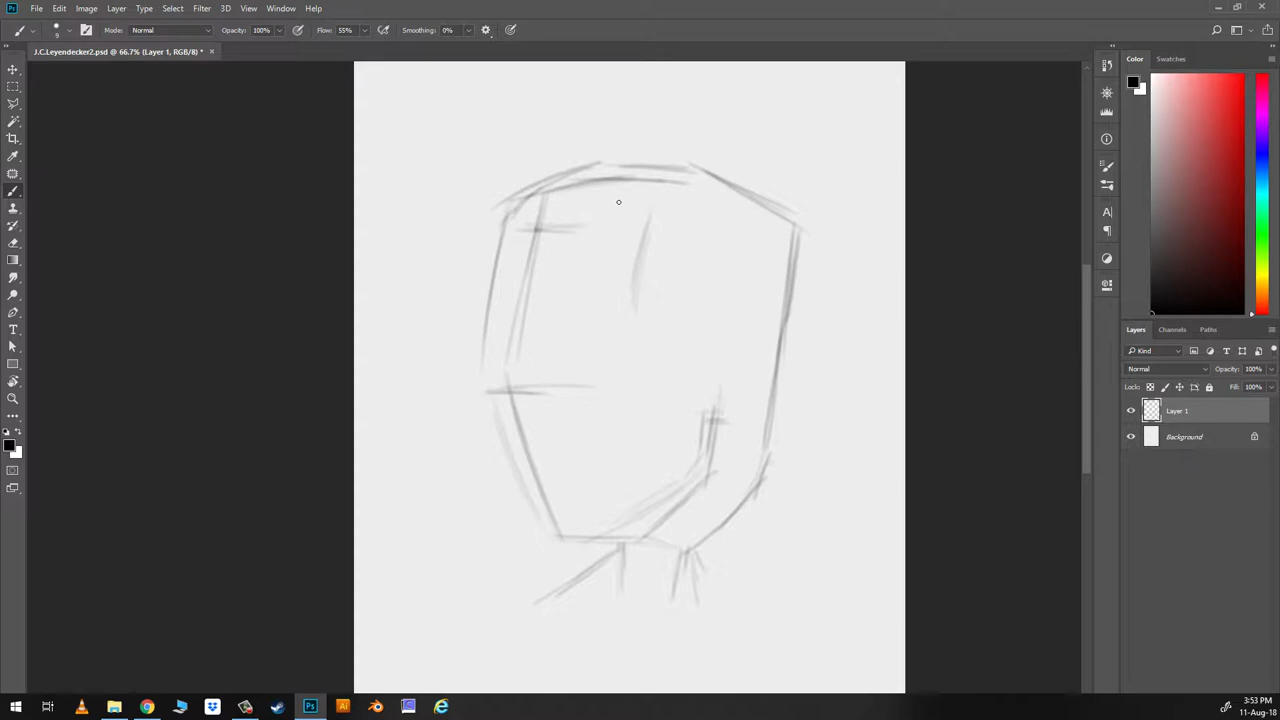 Ps File Edit Image Layer Type Select Filter 3D View Window Help
9 Mode: Normal Opacity: 100% Flow: 55% Smoothing: 0%
J.C.Leyendecker2.psd @ 66.7% (Layer 1, RGB/8) * ×
Color Swatches
Layers Channels Paths
Kind
Normal Opacity: 100%
Lock: Fill: 100%
Layer 1
Background
3:53 PM
11-Aug-18